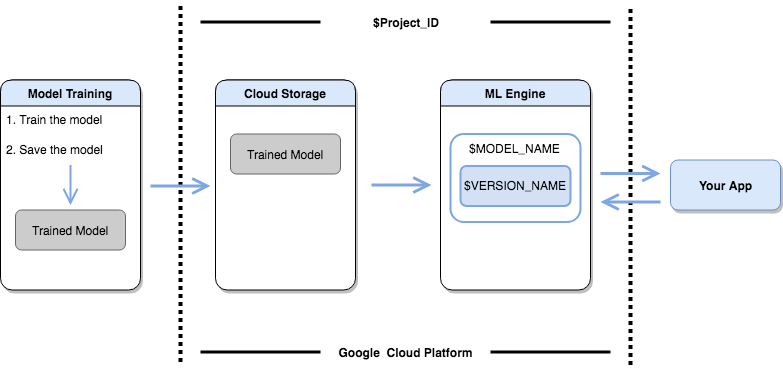 $Project_ID
Model Training
1. Train the model
2. Save the model
Trained Model
Cloud Storage
Trained Model
ML Engine
$MODEL_NAME
$VERSION_NAME
Your App
Google Cloud Platform